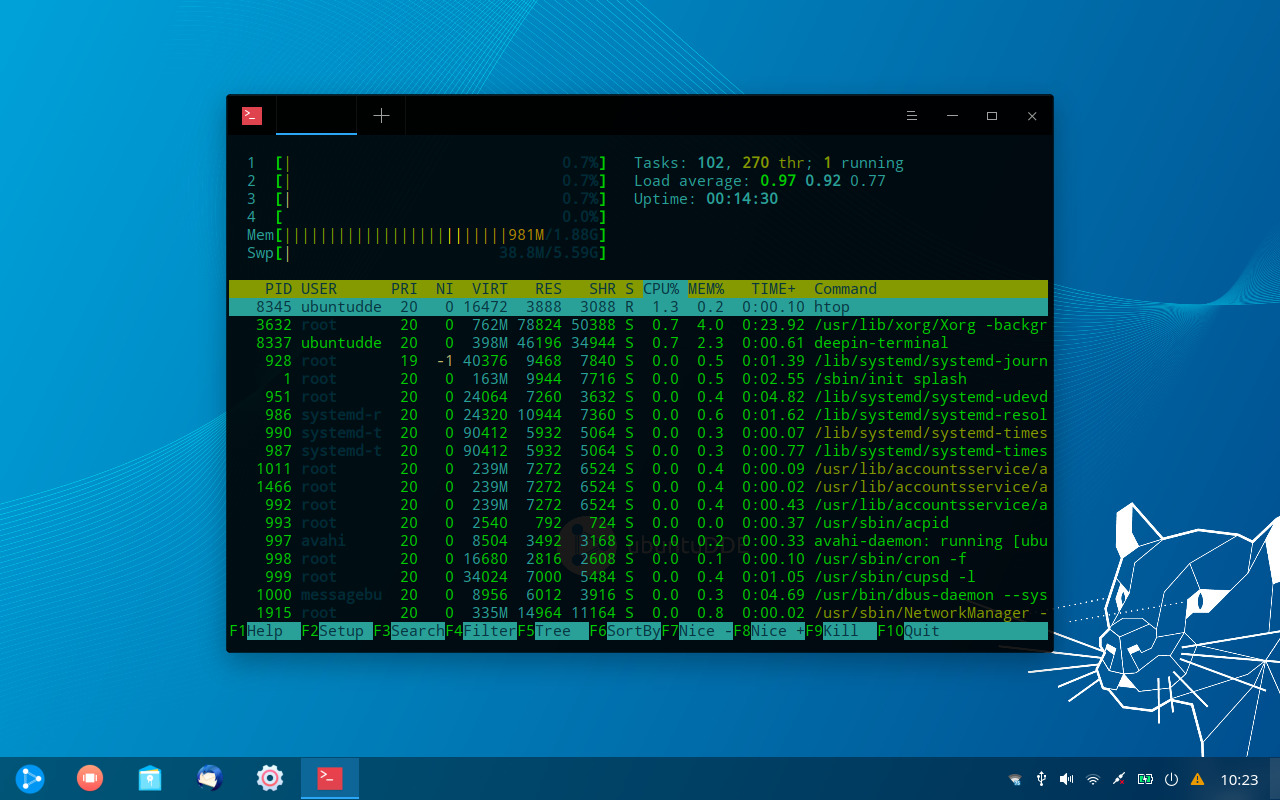 1 [| 0.7%] Tasks: 102, 270 thr; 1 running
2 [| 0.7%] Load average: 0.97 0.92 0.77
3 [| 0.7%] Uptime: 00:14:30
4 [ 0.0%]
Mem[|||||||||||||||||||||||||981M/1.88G]
Swp[| 38.8M/5.59G]
PID USER PRI NI VIRT RES SHR S CPU% MEM% TIME+ Command
8345 ubuntudde 20 0 16472 3888 3088 R 1.3 0.2 0:00.10 htop
3632 root 20 0 762M 78824 50388 S 0.7 4.0 0:23.92 /usr/lib/xorg/Xorg -backgr
8337 ubuntudde 20 0 398M 46196 34944 S 0.7 2.3 0:00.61 deepin-terminal
928 root 19 -1 40376 9468 7840 S 0.0 0.5 0:01.39 /lib/systemd/systemd-journ
1 root 20 0 163M 9944 7716 S 0.0 0.5 0:02.55 /sbin/init splash
951 root 20 0 24064 7260 3632 S 0.0 0.4 0:04.82 /lib/systemd/systemd-udevd
986 systemd-r 20 0 24320 10944 7360 S 0.0 0.6 0:01.62 /lib/systemd/systemd-resol
990 systemd-t 20 0 90412 5932 5064 S 0.0 0.3 0:00.07 /lib/systemd/systemd-times
987 systemd-t 20 0 90412 5932 5064 S 0.0 0.3 0:00.77 /lib/systemd/systemd-times
1011 root 20 0 239M 7272 6524 S 0.0 0.4 0:00.09 /usr/lib/accountsservice/a
1466 root 20 0 239M 7272 6524 S 0.0 0.4 0:00.02 /usr/lib/accountsservice/a
992 root 20 0 239M 7272 6524 S 0.0 0.4 0:00.43 /usr/lib/accountsservice/a
993 root 20 0 2540 792 724 S 0.0 0.0 0:00.37 /usr/sbin/acpid
997 avahi 20 0 8504 3492 3168 S 0.0 0.2 0:00.33 avahi-daemon: running [ubu
998 root 20 0 16680 2816 2608 S 0.0 0.1 0:00.10 /usr/sbin/cron -f
999 root 20 0 34024 7000 5484 S 0.0 0.4 0:01.05 /usr/sbin/cupsd -l
1000 messagebu 20 0 8956 6012 3916 S 0.0 0.3 0:04.69 /usr/bin/dbus-daemon --sys
1915 root 20 0 335M 14964 11164 S 0.0 0.8 0:00.02 /usr/sbin/NetworkManager -
F1Help F2Setup F3SearchF4FilterF5Tree F6SortByF7Nice -F8Nice +F9Kill F10Quit
10:23